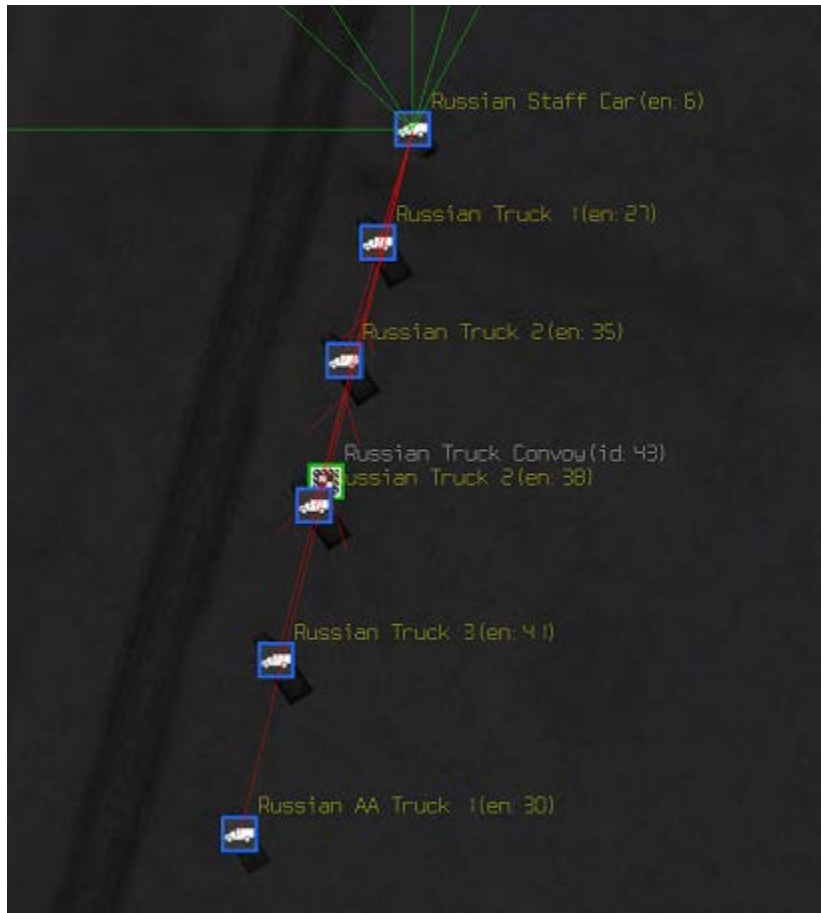 Russian Staff Car(en: 6)
Russian Truck 1(en: 27)
Russian Truck 2(en: 35)
Russian Truck Convoy(id: 43)
ussian Truck 2(en: 38)
Russian Truck 3(en: 41)
Russian AA Truck 1(en: 30)